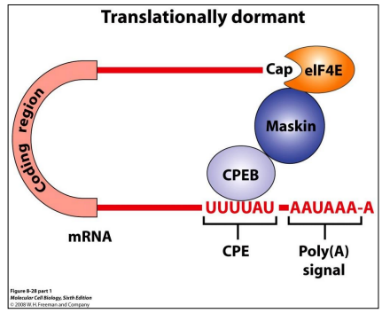 Translationally dormant
Cap
eIF4E
Coding region
Maskin
CPEB
UUUUAU
AAUAAA-A
mRNA
CPE
Poly(A)
signal
Figure 8-28 part 1
Molecular Cell Biology, Sixth Edition
© 2008 W.H. Freeman and Company